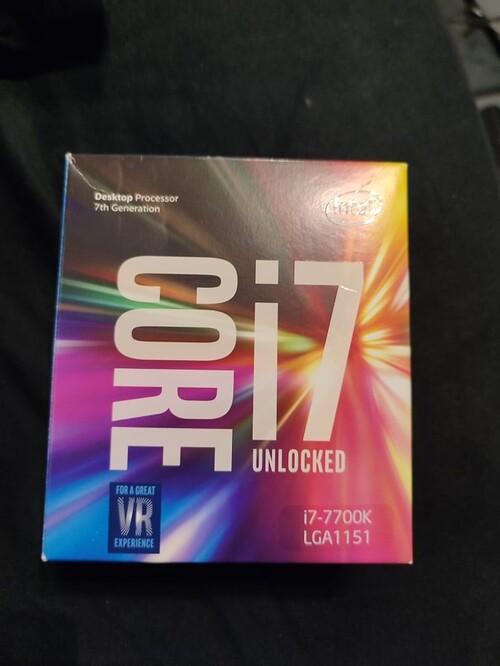 Desktop Processor
7th Generation
intel
CORE
i7
UNLOCKED
FOR A GREAT
VR
EXPERIENCE
i7-7700K
LGA1151